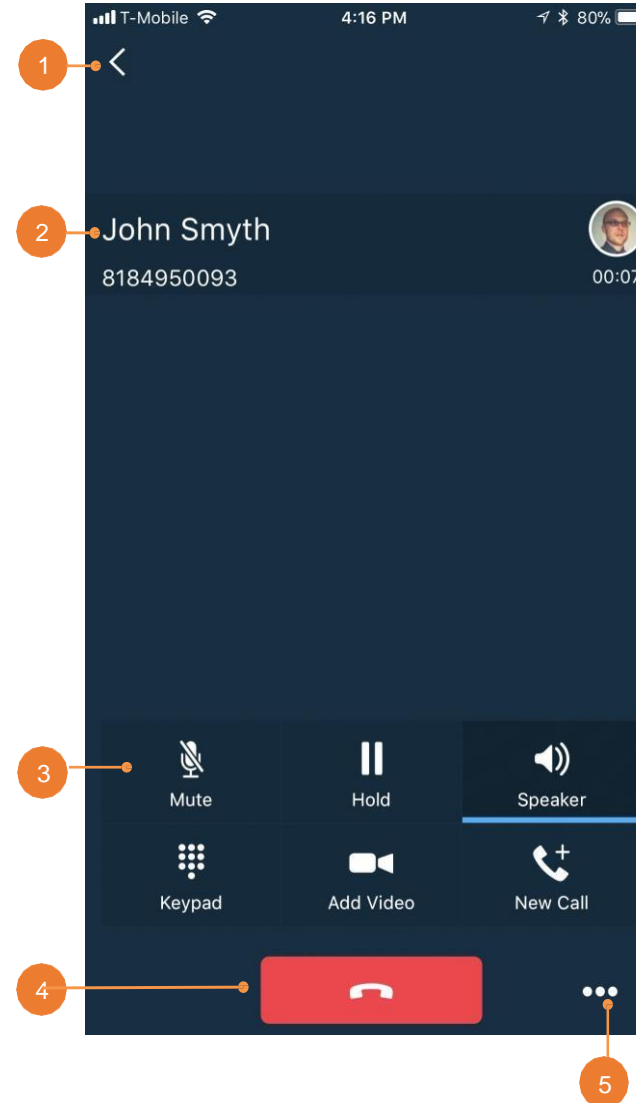 T-Mobile 4:16 PM 80%
1
2 John Smyth
8184950093 00:07
3
Mute Hold Speaker
Keypad Add Video New Call
4
5